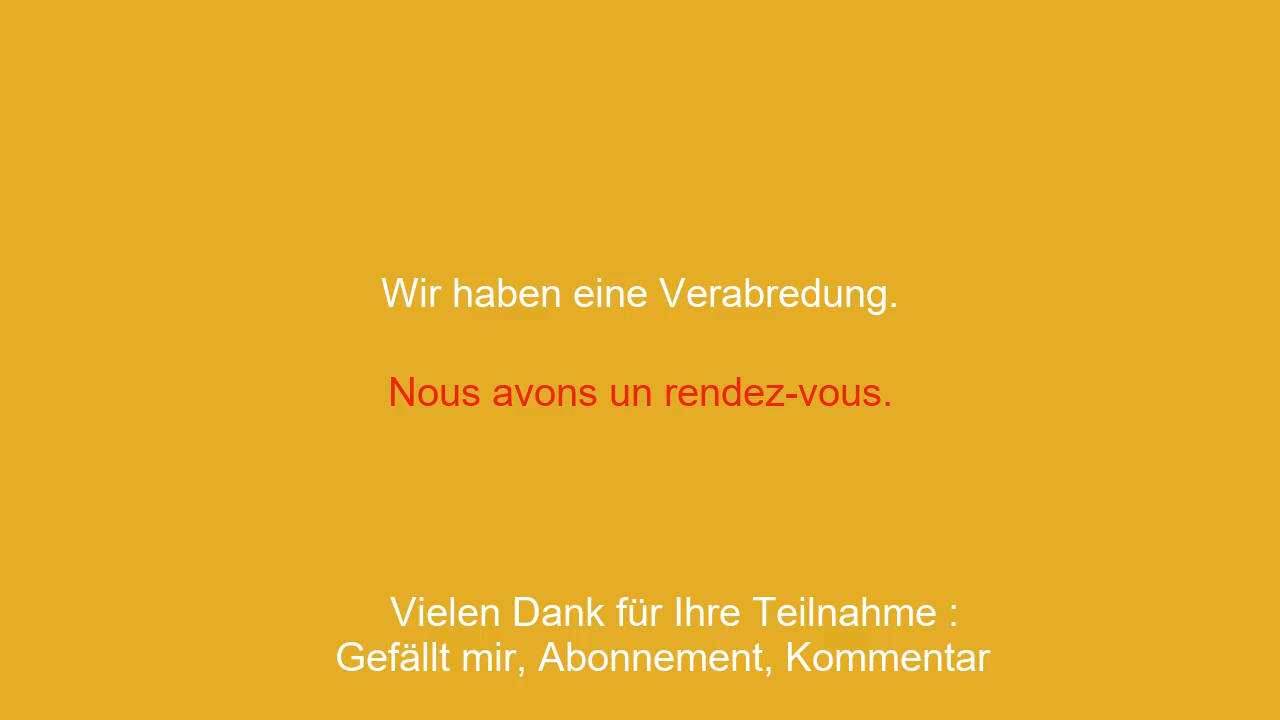 Wir haben eine Verabredung.
Nous avons un rendez-vous.
Vielen Dank für Ihre Teilnahme :
Gefällt mir, Abonnement, Kommentar